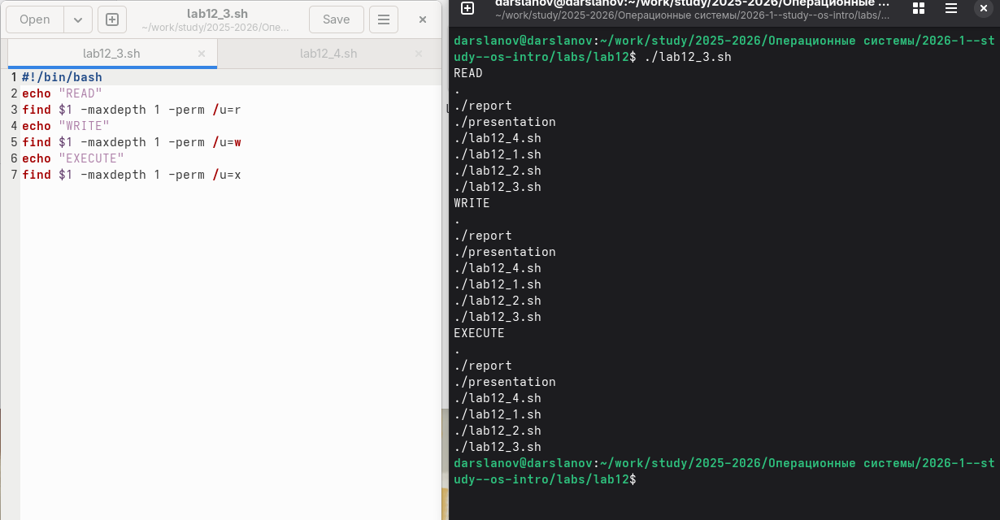 Open
lab12_3.sh
~/work/study/2025-2026/Опе...
Save
lab12_3.sh
lab12_4.sh
1 #!/bin/bash
2 echo "READ"
3 find $1 -maxdepth 1 -perm /u=r
4 echo "WRITE"
5 find $1 -maxdepth 1 -perm /u=w
6 echo "EXECUTE"
7 find $1 -maxdepth 1 -perm /u=x
darslanov@darslanov:~/work/study/2025-2026/Операционные ...
~/work/study/2025-2026/Операционные системы/2026-1--study--os-intro/labs/...
darslanov@darslanov:~/work/study/2025-2026/Операционные системы/2026-1--st
udy--os-intro/labs/lab12$ ./lab12_3.sh
READ
.
./report
./presentation
./lab12_4.sh
./lab12_1.sh
./lab12_2.sh
./lab12_3.sh
WRITE
.
./report
./presentation
./lab12_4.sh
./lab12_1.sh
./lab12_2.sh
./lab12_3.sh
EXECUTE
.
./report
./presentation
./lab12_4.sh
./lab12_1.sh
./lab12_2.sh
./lab12_3.sh
darslanov@darslanov:~/work/study/2025-2026/Операционные системы/2026-1--st
udy--os-intro/labs/lab12$